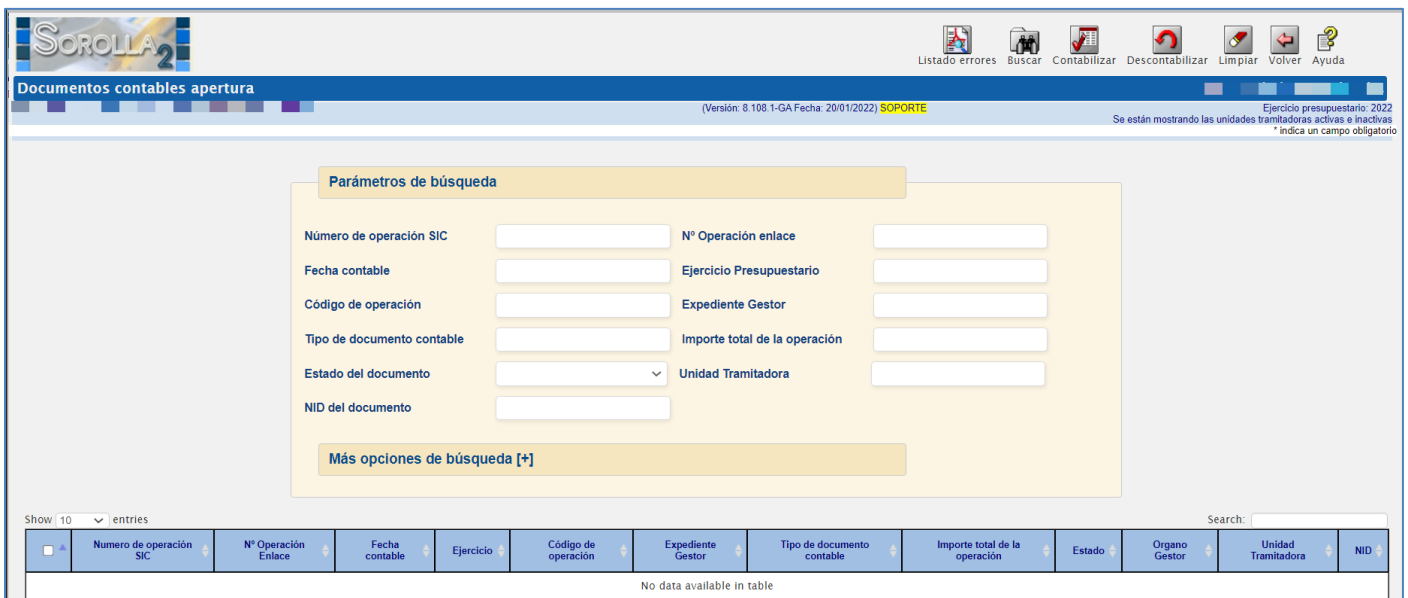 SOROLLA2
Listado errores Buscar Contabilizar Descontabilizar Limpiar Volver Ayuda
Documentos contables apertura
(Versión: 8.108.1-GA Fecha: 20/01/2022) SOPORTE
Ejercicio presupuestario: 2022
Se están mostrando las unidades tramitadoras activas e inactivas
* indica un campo obligatorio
Parámetros de búsqueda
Número de operación SIC Nº Operación enlace
Fecha contable Ejercicio Presupuestario
Código de operación Expediente Gestor
Tipo de documento contable Importe total de la operación
Estado del documento Unidad Tramitadora
NID del documento
Más opciones de búsqueda [+]
Show 10 entries Search:
Numero de operación SIC Nº Operación Enlace Fecha contable Ejercicio Código de operación Expediente Gestor Tipo de documento contable Importe total de la operación Estado Organo Gestor Unidad Tramitadora NID
No data available in table